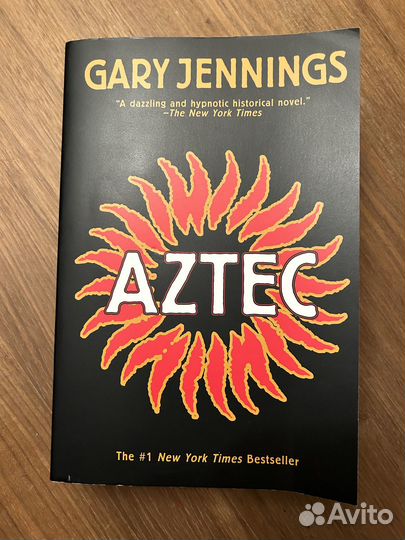 GARY JENNINGS
"A dazzling and hypnotic historical novel."
—The New York Times
AZTEC
The #1 New York Times Bestseller
Avito